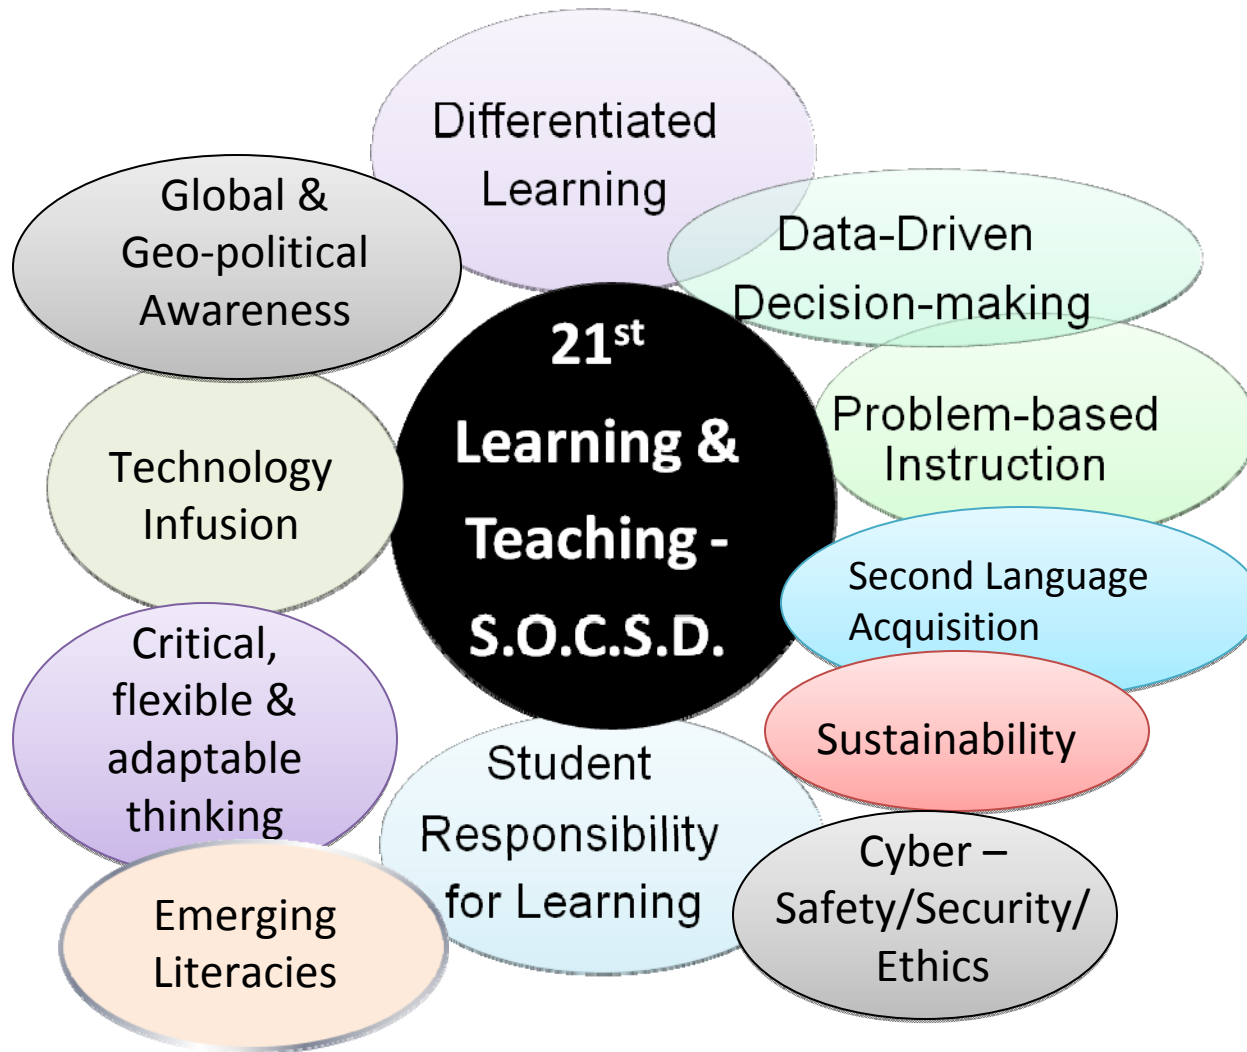 Differentiated
Learning
Global &
Geo-political
Awareness
Data-Driven
Decision-making
21st
Learning &
Teaching -
S.O.C.S.D.
Problem-based
Instruction
Technology
Infusion
Second Language
Acquisition
Critical,
flexible &
adaptable
thinking
Sustainability
Student
Responsibility
for Learning
Cyber –
Safety/Security/
Ethics
Emerging
Literacies